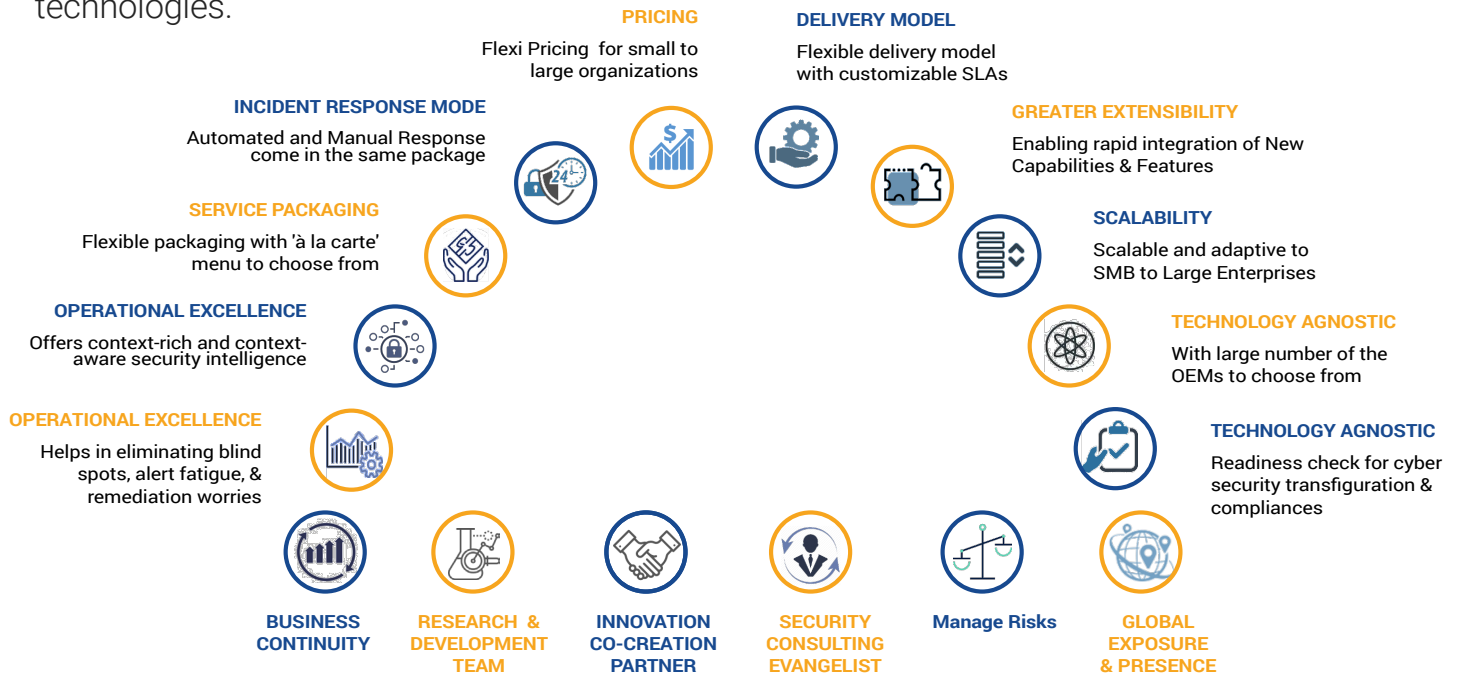 technologies.
PRICING
Flexi Pricing for small to
large organizations
DELIVERY MODEL
Flexible delivery model
with customizable SLAs
INCIDENT RESPONSE MODE
Automated and Manual Response
come in the same package
GREATER EXTENSIBILITY
Enabling rapid integration of New
Capabilities & Features
SERVICE PACKAGING
Flexible packaging with 'à la carte'
menu to choose from
SCALABILITY
Scalable and adaptive to
SMB to Large Enterprises
OPERATIONAL EXCELLENCE
Offers context-rich and context-
aware security intelligence
TECHNOLOGY AGNOSTIC
With large number of the
OEMs to choose from
OPERATIONAL EXCELLENCE
Helps in eliminating blind
spots, alert fatigue, &
remediation worries
TECHNOLOGY AGNOSTIC
Readiness check for cyber
security transfiguration &
compliances
$
24
BUSINESS
CONTINUITY
RESEARCH &
DEVELOPMENT
TEAM
INNOVATION
CO-CREATION
PARTNER
SECURITY
CONSULTING
EVANGELIST
Manage Risks
GLOBAL
EXPOSURE
& PRESENCE